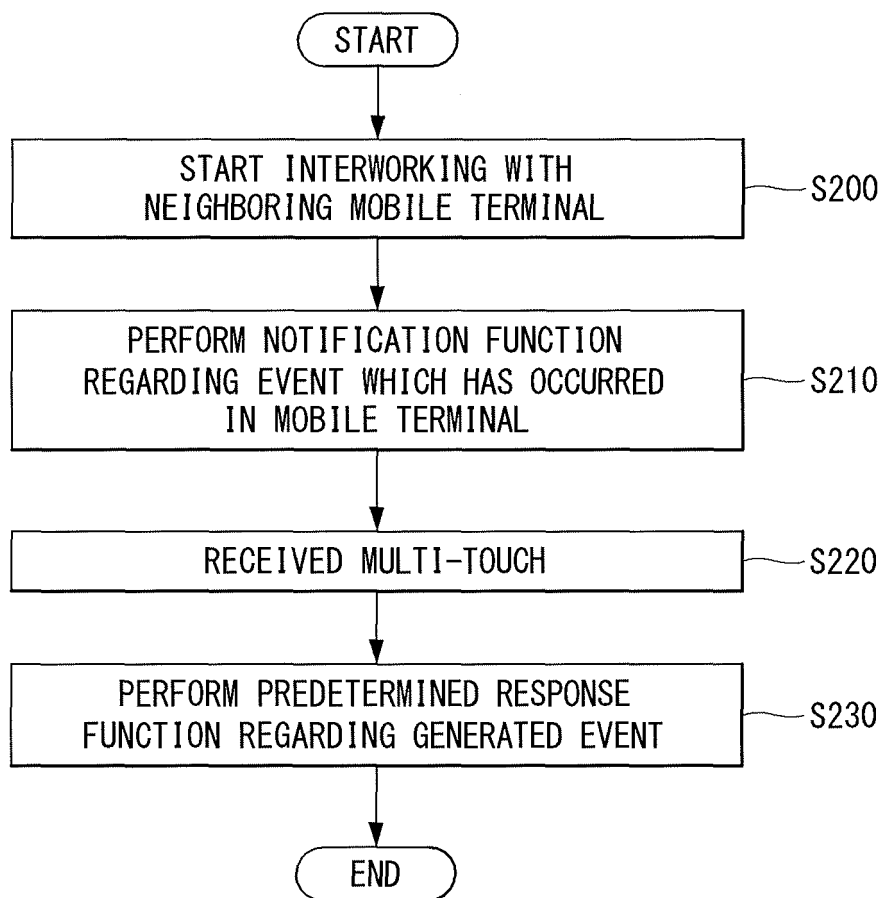 START
START INTERWORKING WITH
NEIGHBORING MOBILE TERMINAL
S200
PERFORM NOTIFICATION FUNCTION
REGARDING EVENT WHICH HAS OCCURRED
IN MOBILE TERMINAL
S210
RECEIVED MULTI-TOUCH
S220
PERFORM PREDETERMINED RESPONSE
FUNCTION REGARDING GENERATED EVENT
S230
END